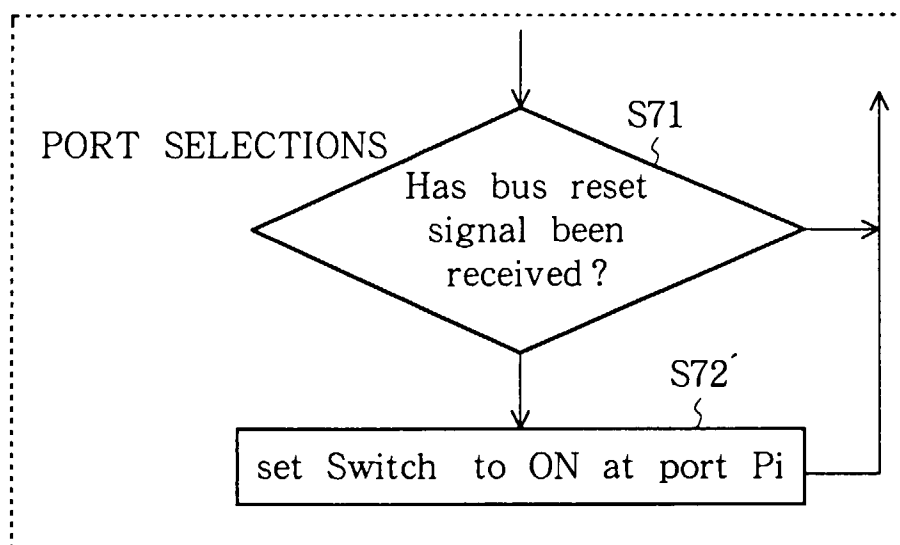 S71
PORT SELECTIONS
Has bus reset
signal been
received ?
S72´
set Switch to ON at port Pi